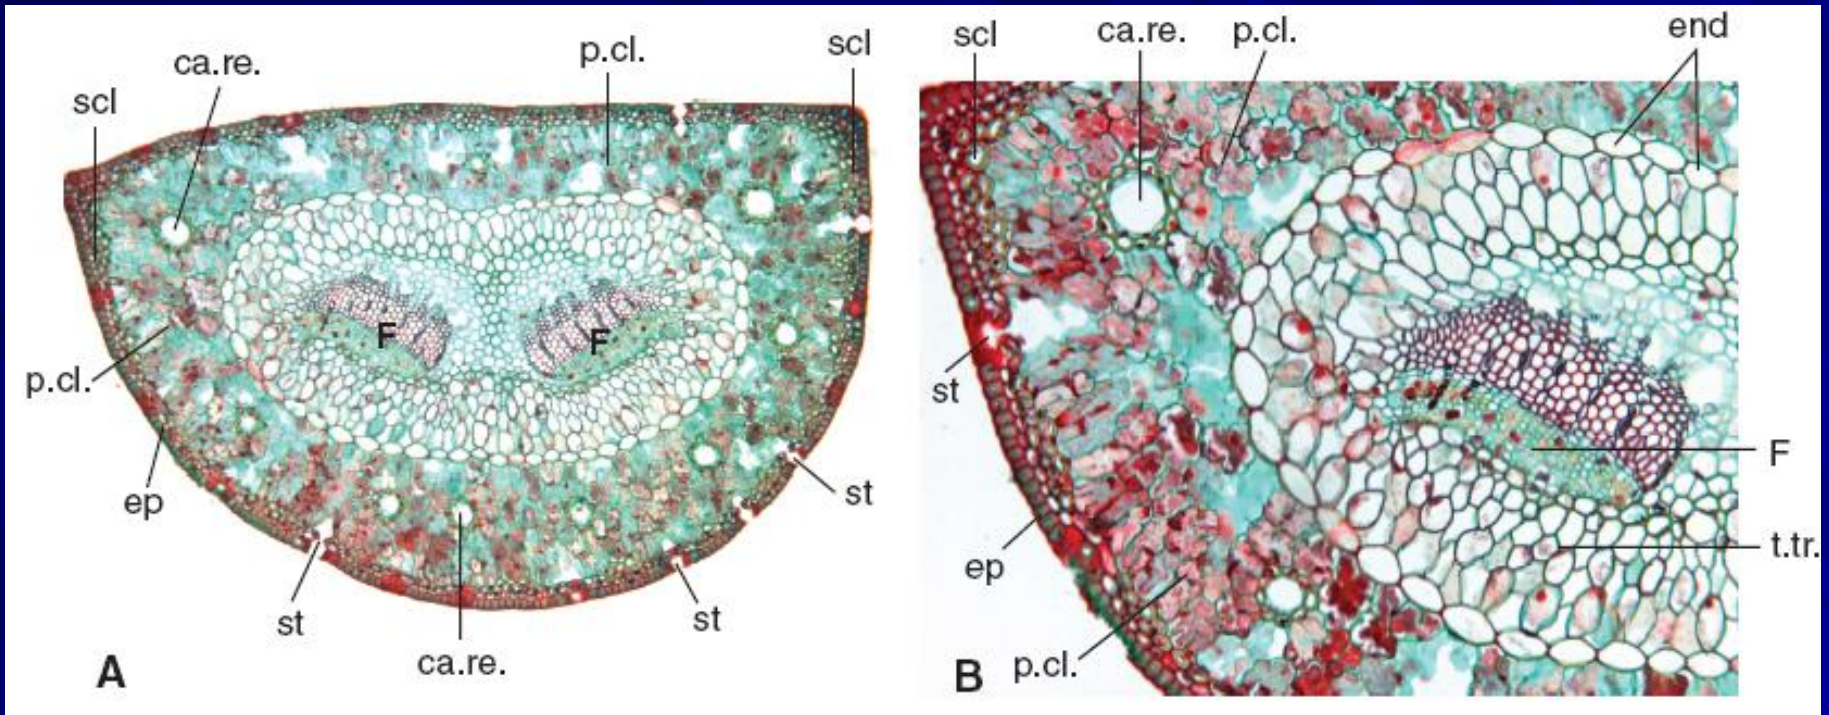 scl
ca.re.
p.cl.
scl
p.cl.
F
F
ep
st
st
st
ca.re.
A
scl
ca.re.
p.cl.
end
st
F
ep
t.tr.
p.cl.
B